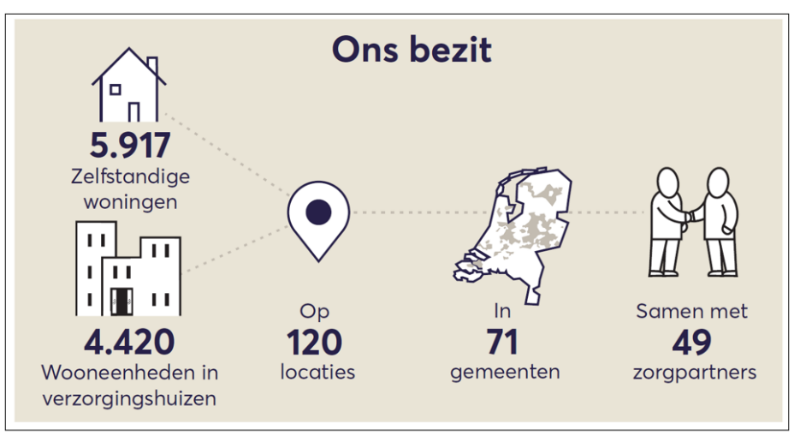 Ons bezit
5.917
Zelfstandige
woningen
4.420
Wooneenheden in
verzorgingshuizen
Op
120
locaties
In
71
gemeenten
Samen met
49
zorgpartners